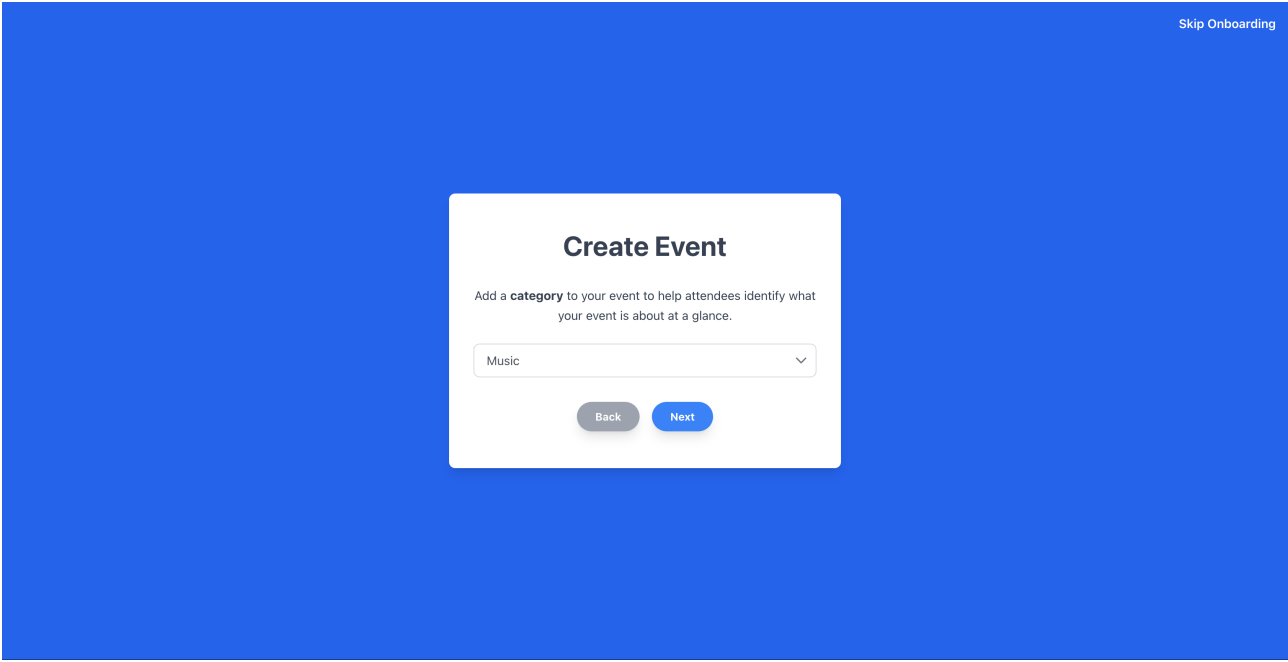 Skip Onboarding
Create Event
Add a category to your event to help attendees identify what
your event is about at a glance.
Music
Back Next